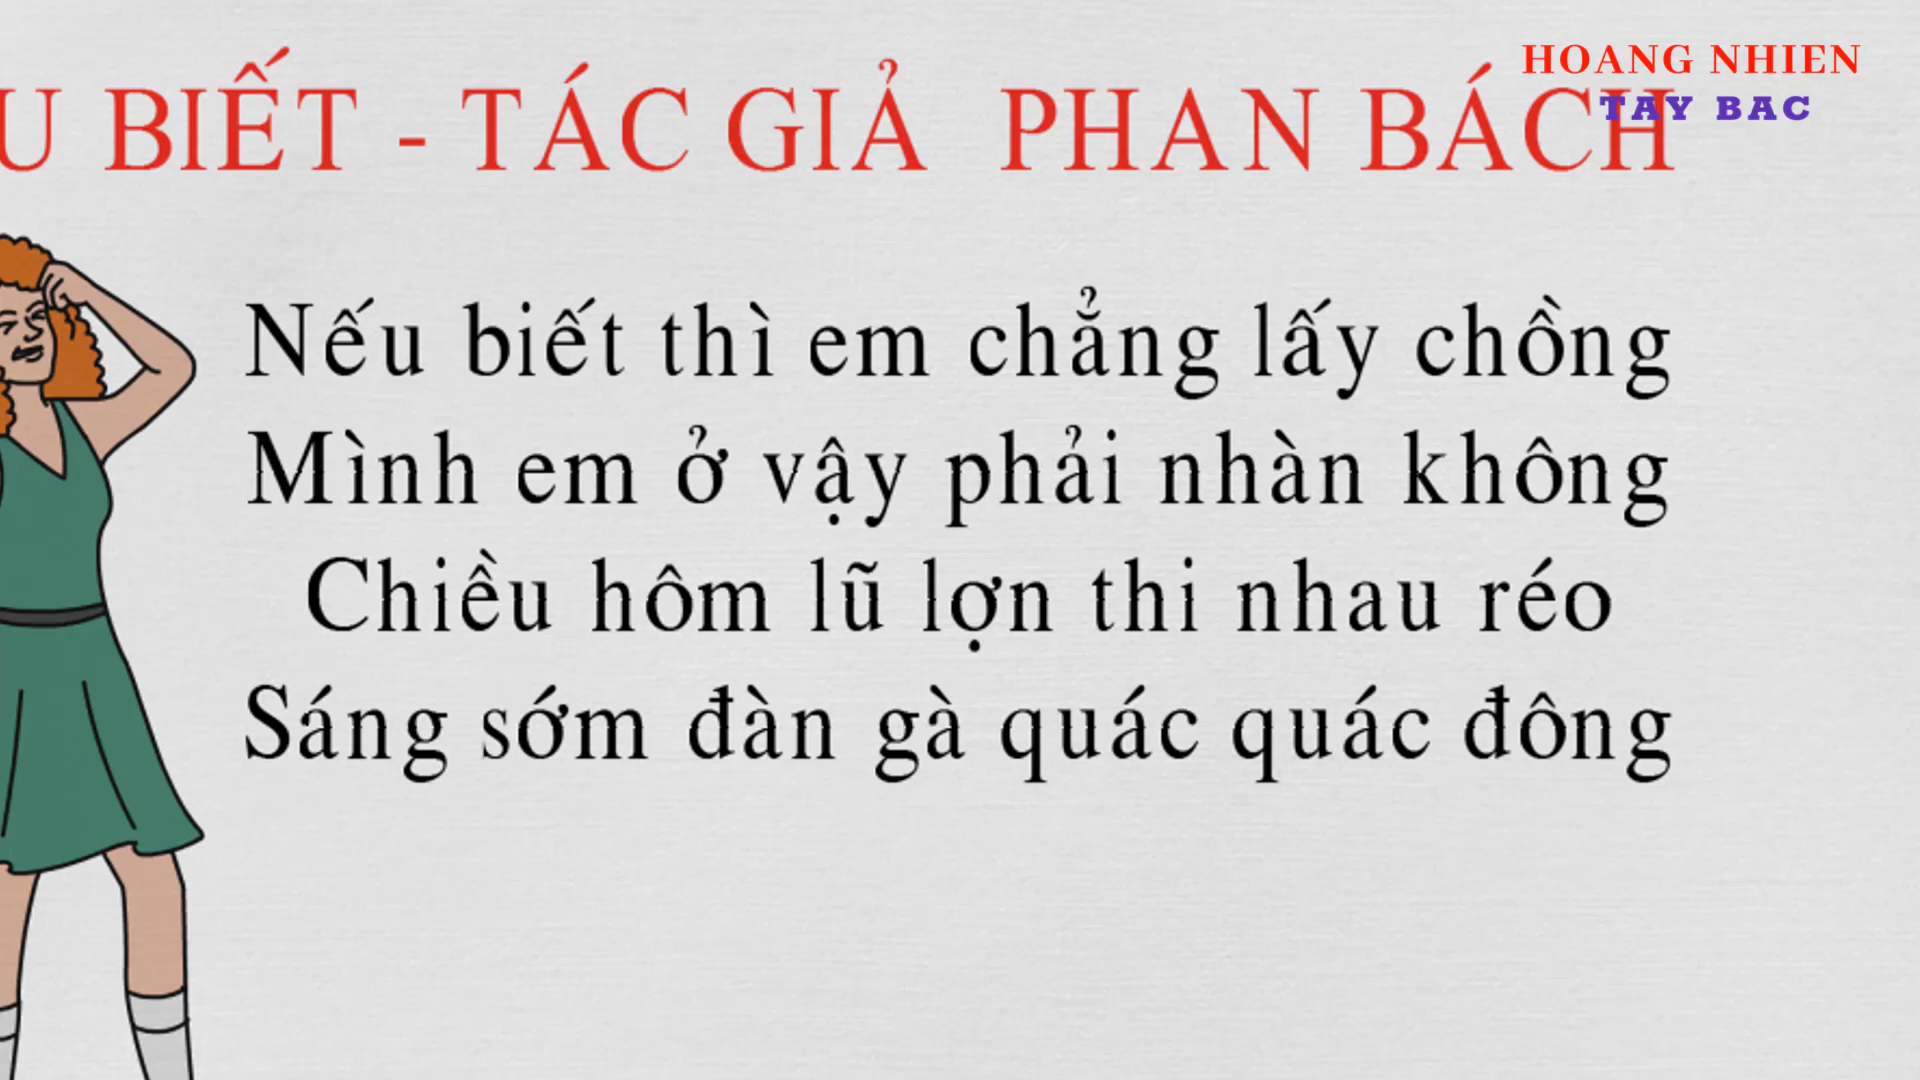 HOANG NHIEN
TAY BAC
U BIẾT - TÁC GIẢ PHAN BÁCH
Nếu biết thì em chẳng lấy chồng
Mình em ở vậy phải nhàn không
Chiều hôm lũ lợn thi nhau réo
Sáng sớm đàn gà quác quác đông